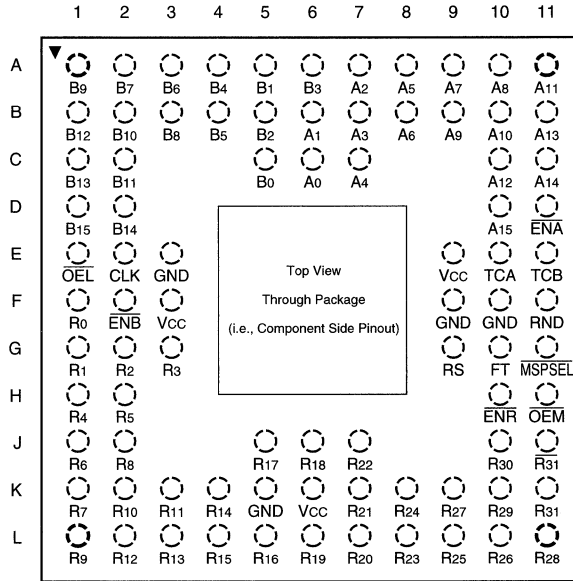 1 2 3 4 5 6 7 8 9 10 11
A
B9 B7 B6 B4 B1 B3 A2 A5 A7 A8 A11
B
B12 B10 B8 B5 B2 A1 A3 A6 A9 A10 A13
C
B13 B11 B0 A0 A4 A12 A14
D
B15 B14 A15 ENA
E
OEL CLK GND VCC TCA TCB
Top View
Through Package
(i.e., Component Side Pinout)
F
R0 ENB VCC GND GND RND
G
R1 R2 R3 RS FT MSPSEL
H
R4 R5 ENR OEM
J
R6 R8 R17 R18 R22 R30 R31
K
R7 R10 R11 R14 GND VCC R21 R24 R27 R29 R31
L
R9 R12 R13 R15 R16 R19 R20 R23 R25 R26 R28